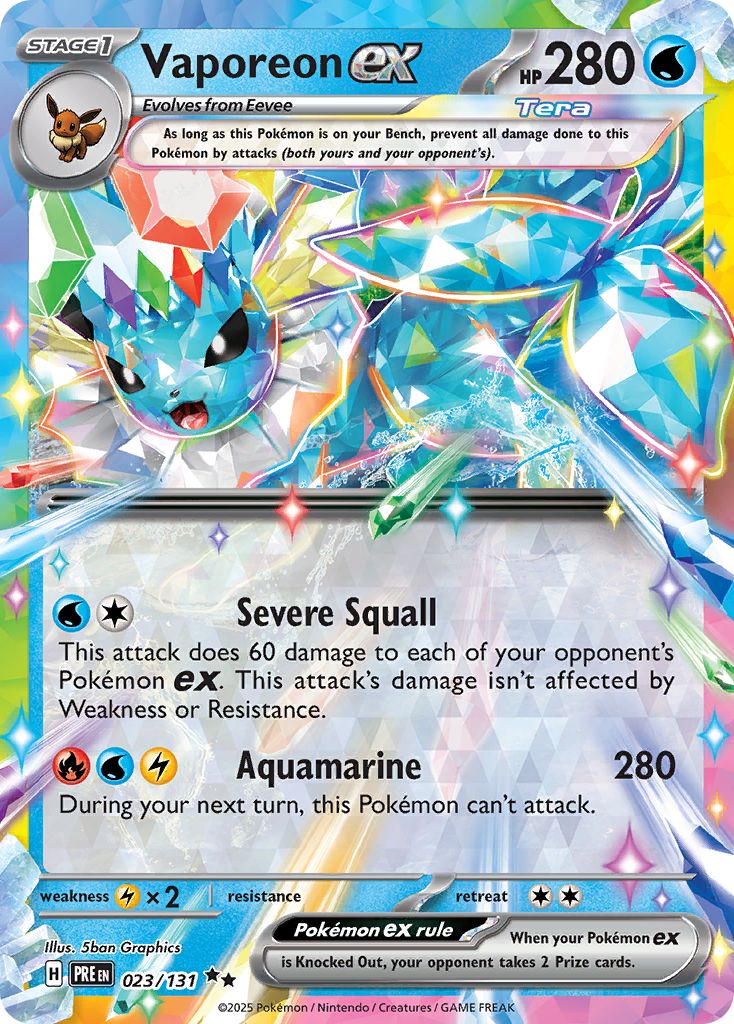 STAGE1
Vaporeon ex
HP 280
Evolves from Eevee
Tera
As long as this Pokémon is on your Bench, prevent all damage done to this
Pokémon by attacks (both yours and your opponent's).
Severe Squall
This attack does 60 damage to each of your opponent's
Pokémon ex. This attack's damage isn't affected by
Weakness or Resistance.
Aquamarine 280
During your next turn, this Pokémon can't attack.
weakness ×2 resistance retreat
Illus. 5ban Graphics
Pokémon ex rule
When your Pokémon ex
is Knocked Out, your opponent takes 2 Prize cards.
H PRE EN 023/131
©2025 Pokémon / Nintendo / Creatures / GAME FREAK